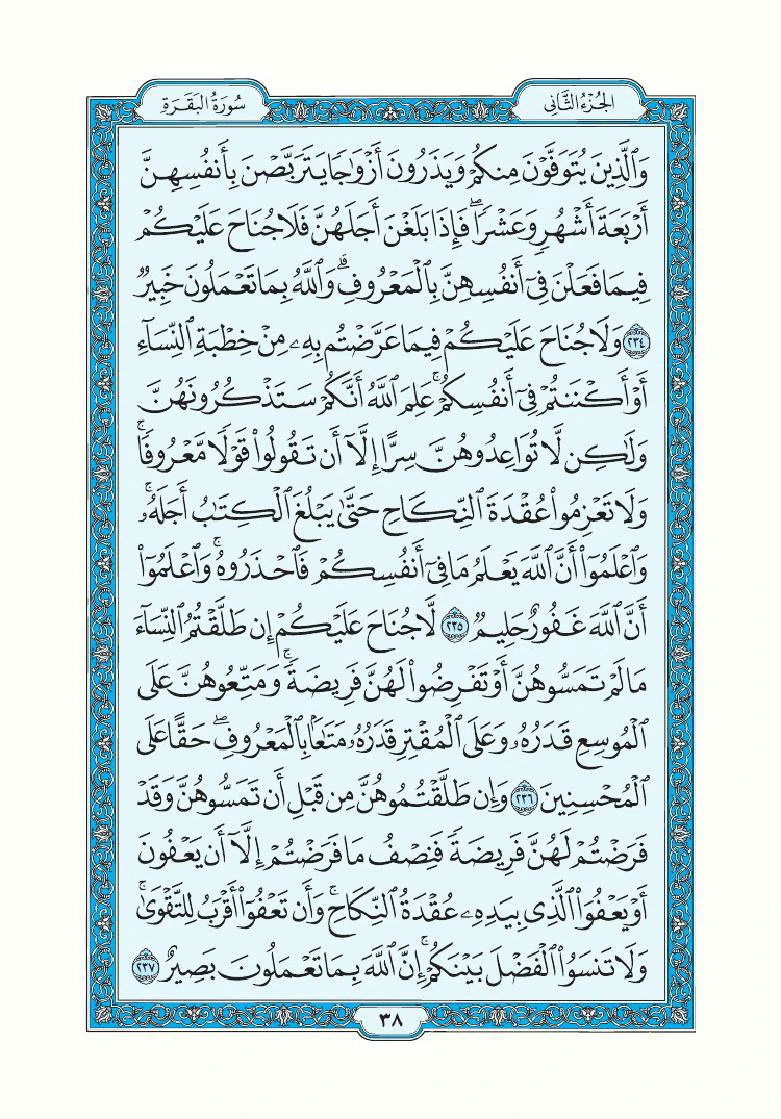 الجُزْءُ الثَّانِي
سُورَةُ البَقَرَةِ
وَٱلَّذِينَ يُتَوَفَّوۡنَ مِنكُمۡ وَيَذَرُونَ أَزۡوَٰجٗا يَتَرَبَّصۡنَ بِأَنفُسِهِنَّ
أَرۡبَعَةَ أَشۡهُرٖ وَعَشۡرٗاۖ فَإِذَا بَلَغۡنَ أَجَلَهُنَّ فَلَا جُنَاحَ عَلَيۡكُمۡ
فِيمَا فَعَلۡنَ فِيٓ أَنفُسِهِنَّ بِٱلۡمَعۡرُوفِۗ وَٱللَّهُ بِمَا تَعۡمَلُونَ خَبِيرٞ
٢٣٤ وَلَا جُنَاحَ عَلَيۡكُمۡ فِيمَا عَرَّضۡتُم بِهِۦ مِنۡ خِطۡبَةِ ٱلنِّسَآءِ
أَوۡ أَكۡنَنتُمۡ فِيٓ أَنفُسِكُمۡۚ عَلِمَ ٱللَّهُ أَنَّكُمۡ سَتَذۡكُرُونَهُنَّ
وَلَٰكِن لَّا تُوَاعِدُوهُنَّ سِرًّا إِلَّآ أَن تَقُولُواْ قَوۡلٗا مَّعۡرُوفٗاۚ
وَلَا تَعۡزِمُواْ عُقۡدَةَ ٱلنِّكَاحِ حَتَّىٰ يَبۡلُغَ ٱلۡكِتَٰبُ أَجَلَهُۥۚ
وَٱعۡلَمُوٓاْ أَنَّ ٱللَّهَ يَعۡلَمُ مَا فِيٓ أَنفُسِكُمۡ فَٱحۡذَرُوهُۚ وَٱعۡلَمُوٓاْ
أَنَّ ٱللَّهَ غَفُورٌ حَلِيمٞ ٢٣٥ لَّا جُنَاحَ عَلَيۡكُمۡ إِن طَلَّقۡتُمُ ٱلنِّسَآءَ
مَا لَمۡ تَمَسُّوهُنَّ أَوۡ تَفۡرِضُواْ لَهُنَّ فَرِيضَةٗۚ وَمَتِّعُوهُنَّ عَلَى
ٱلۡمُوسِعِ قَدَرُهُۥ وَعَلَى ٱلۡمُقۡتِرِ قَدَرُهُۥ مَتَٰعَۢا بِٱلۡمَعۡرُوفِۖ حَقًّا عَلَى
ٱلۡمُحۡسِنِينَ ٢٣٦ وَإِن طَلَّقۡتُمُوهُنَّ مِن قَبۡلِ أَن تَمَسُّوهُنَّ وَقَدۡ
فَرَضۡتُمۡ لَهُنَّ فَرِيضَةٗ فَنِصۡفُ مَا فَرَضۡتُمۡ إِلَّآ أَن يَعۡفُونَ
أَوۡ يَعۡفُوَاْ ٱلَّذِي بِيَدِهِۦ عُقۡدَةُ ٱلنِّكَاحِۚ وَأَن تَعۡفُوٓاْ أَقۡرَبُ لِلتَّقۡوَىٰۚ
وَلَا تَنسَوُاْ ٱلۡفَضۡلَ بَيۡنَكُمۡۚ إِنَّ ٱللَّهَ بِمَا تَعۡمَلُونَ بَصِيرٌ ٢٣٧
٣٨